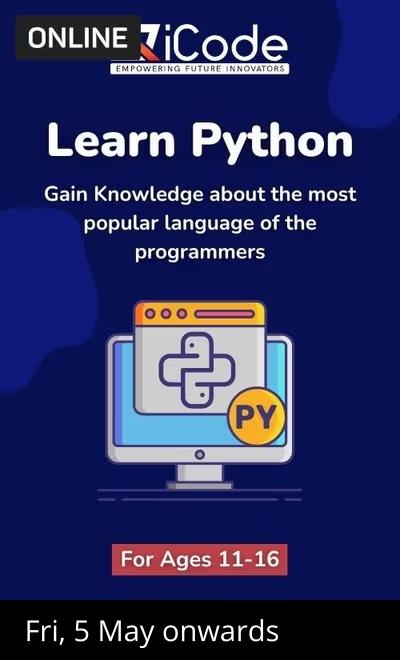 ONLINE
iCode
EMPOWERING FUTURE INNOVATORS
Learn Python
Gain Knowledge about the most
popular language of the
programmers
PY
For Ages 11-16
Fri, 5 May onwards